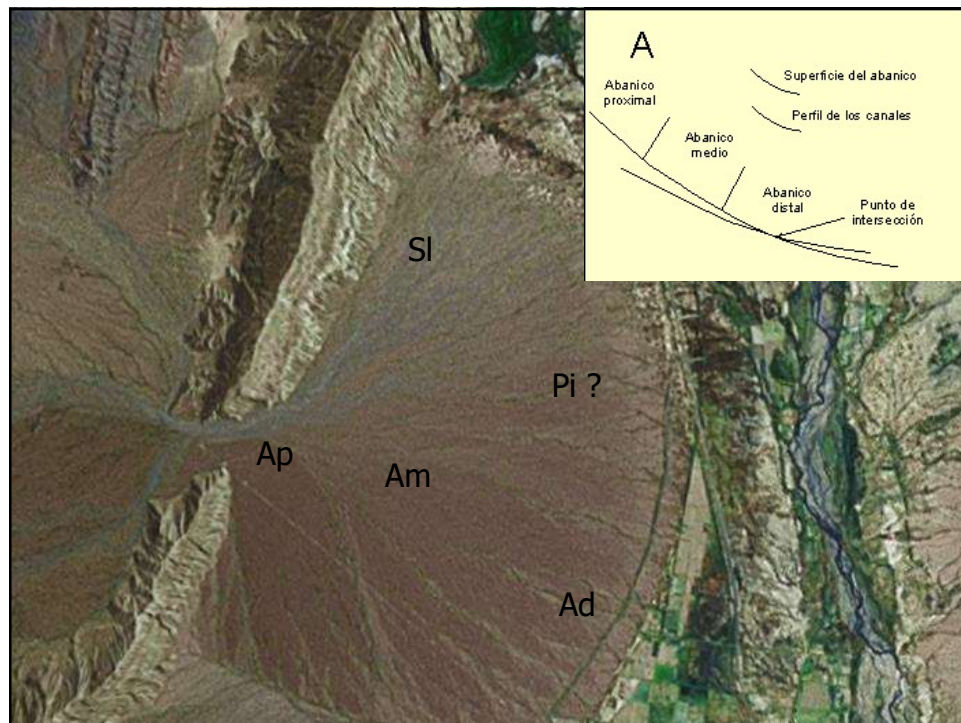 A
Abanico
proximal
Superficie del abanico
Perfil de los canales
Abanico
medio
Abanico
distal
Punto de
intersección
Sl
Pi ?
Ap
Am
Ad